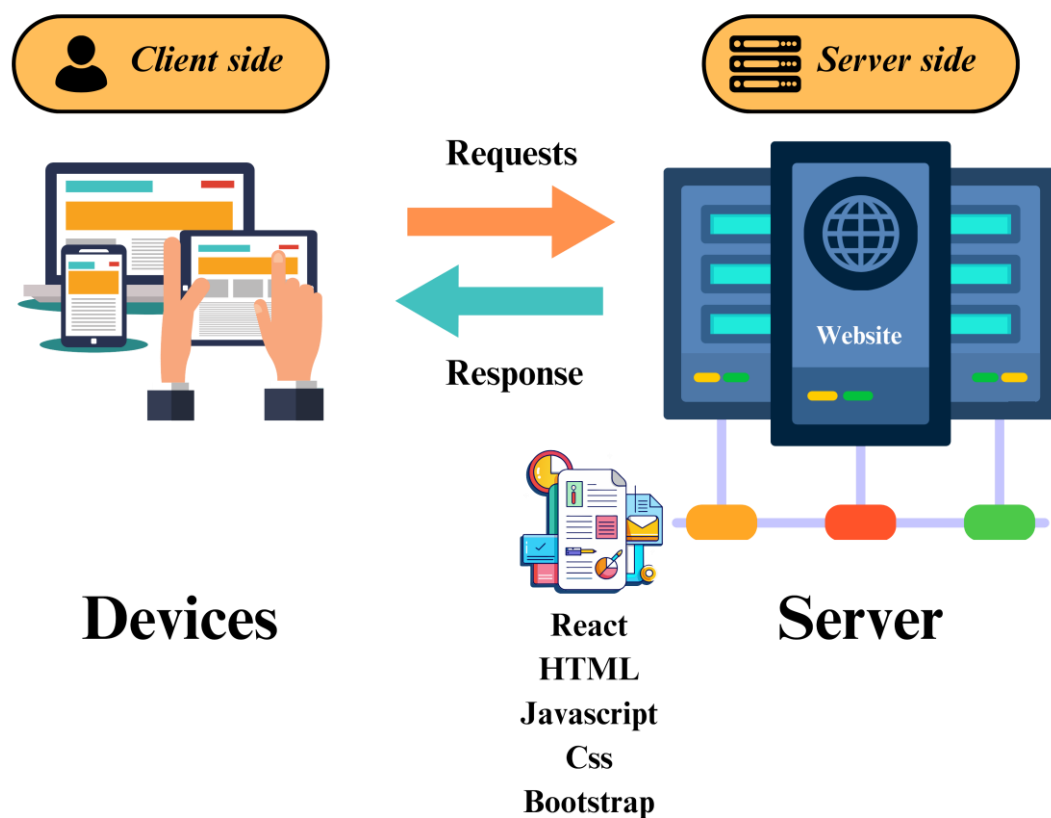 Client side
Server side
Requests
Response
Website
Devices
Server
React
HTML
Javascript
Css
Bootstrap